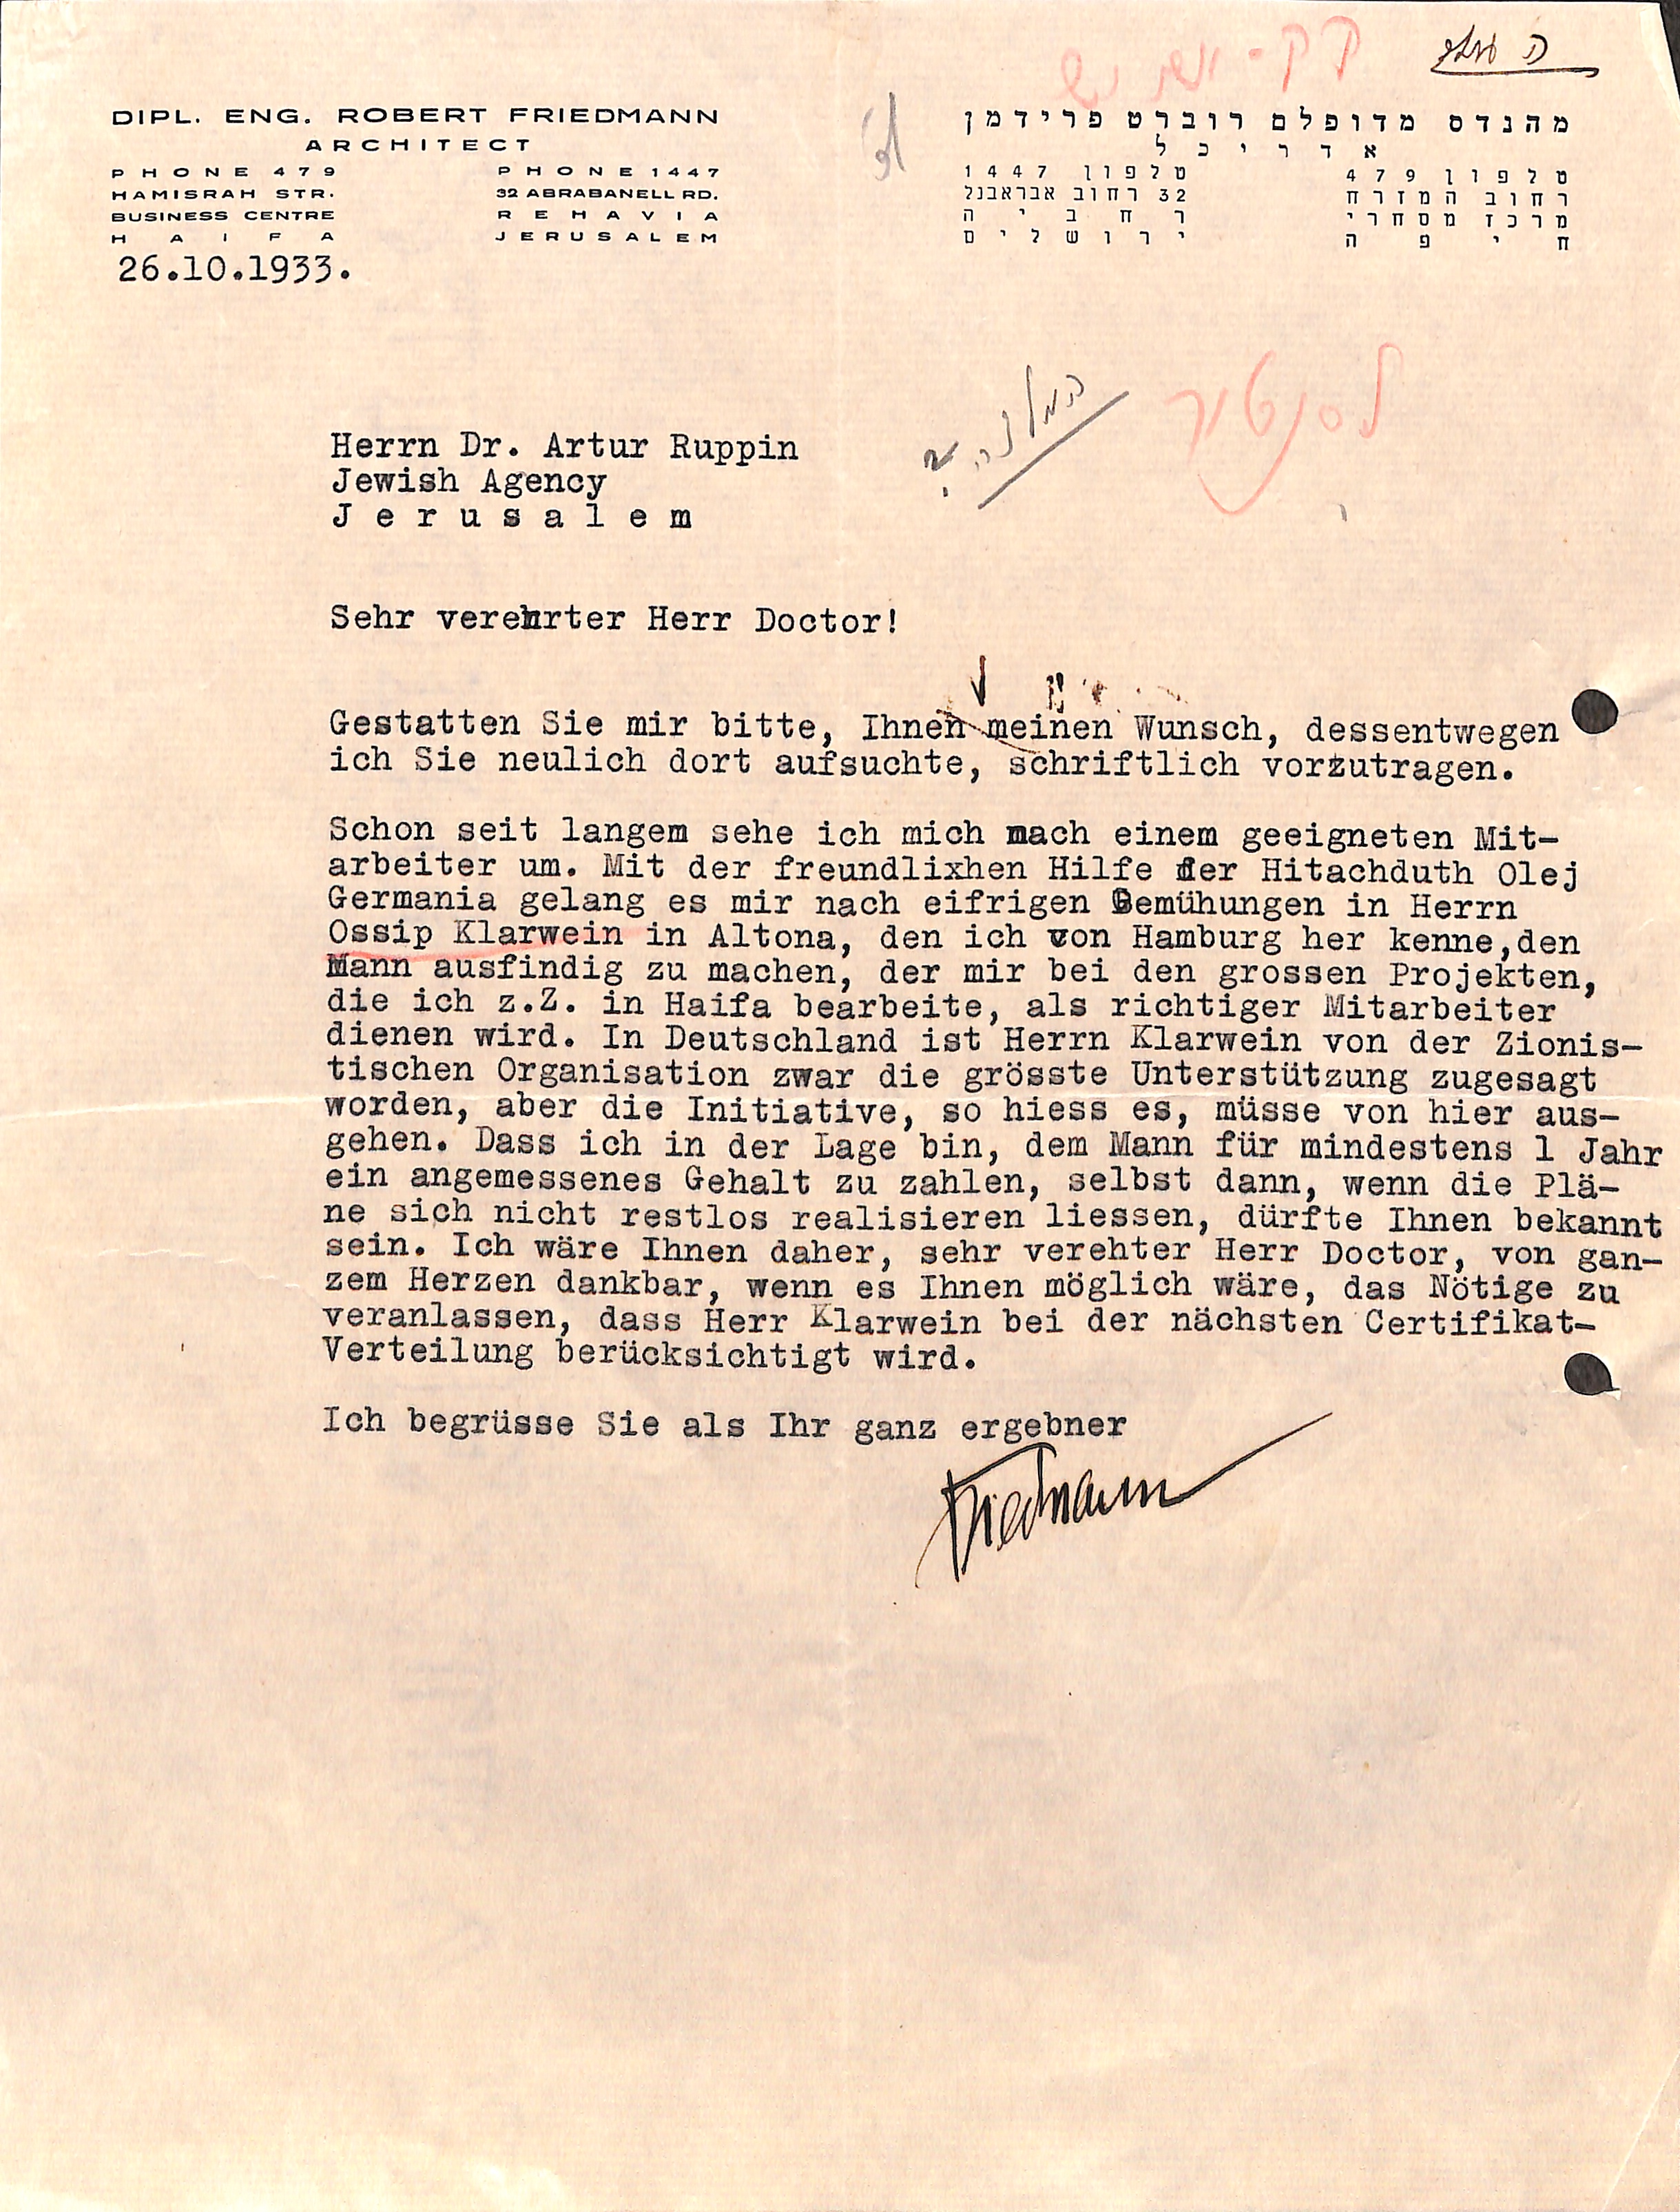 DIPL. ENG. ROBERT FRIEDMANN
ARCHITECT
PHONE 479
HAMISRAH STR.
BUSINESS CENTRE
HAIFA
PHONE 1447
32 ABRABANELL RD.
REHAVIA
JERUSALEM
מהנדס מדופלם רוברט פרידמן
אדריכל
טלפון 479
רחוב המזרח
מרכז מסחרי
חיפה
טלפון 1447
32 רחוב אבראבנל
רחביה
ירושלים
26.10.1933.
Herrn Dr. Artur Ruppin
Jewish Agency
Jerusalem
Sehr verehrter Herr Doctor!
Gestatten Sie mir bitte, Ihnen meinen Wunsch, dessentwegen
ich Sie neulich dort aufsuchte, schriftlich vorzutragen.
Schon seit langem sehe ich mich nach einem geeigneten Mit-
arbeiter um. Mit der freundlixhen Hilfe der Hitachduth Olej
Germania gelang es mir nach eifrigen Bemühungen in Herrn
Ossip Klarwein in Altona, den ich von Hamburg her kenne,den
Mann ausfindig zu machen, der mir bei den grossen Projekten,
die ich z.Z. in Haifa bearbeite, als richtiger Mitarbeiter
dienen wird. In Deutschland ist Herrn Klarwein von der Zionis-
tischen Organisation zwar die grösste Unterstützung zugesagt
worden, aber die Initiative, so hiess es, müsse von hier aus-
gehen. Dass ich in der Lage bin, dem Mann für mindestens 1 Jahr
ein angemessenes Gehalt zu zahlen, selbst dann, wenn die Plä-
ne sich nicht restlos realisieren liessen, dürfte Ihnen bekannt
sein. Ich wäre Ihnen daher, sehr verehter Herr Doctor, von gan-
zem Herzen dankbar, wenn es Ihnen möglich wäre, das Nötige zu
veranlassen, dass Herr Klarwein bei der nächsten Certifikat-
Verteilung berücksichtigt wird.
Ich begrüsse Sie als Ihr ganz ergebner
Friedmann